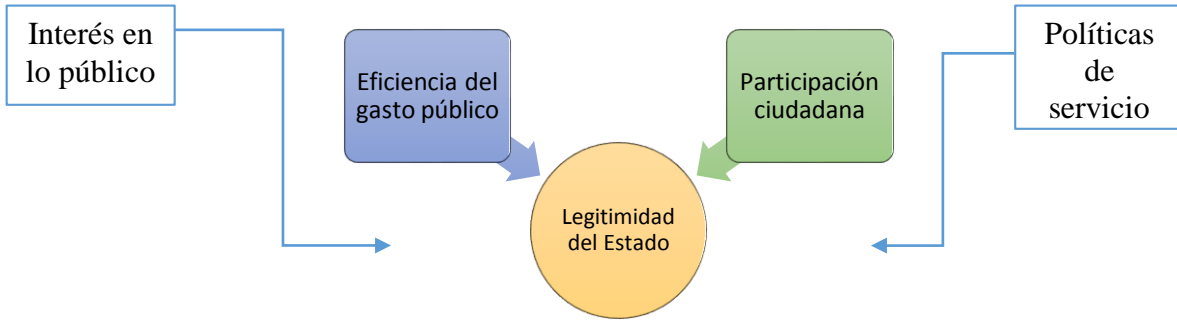 Interés en
lo público
Eficiencia del
gasto público
Participación
ciudadana
Políticas
de
servicio
Legitimidad
del Estado